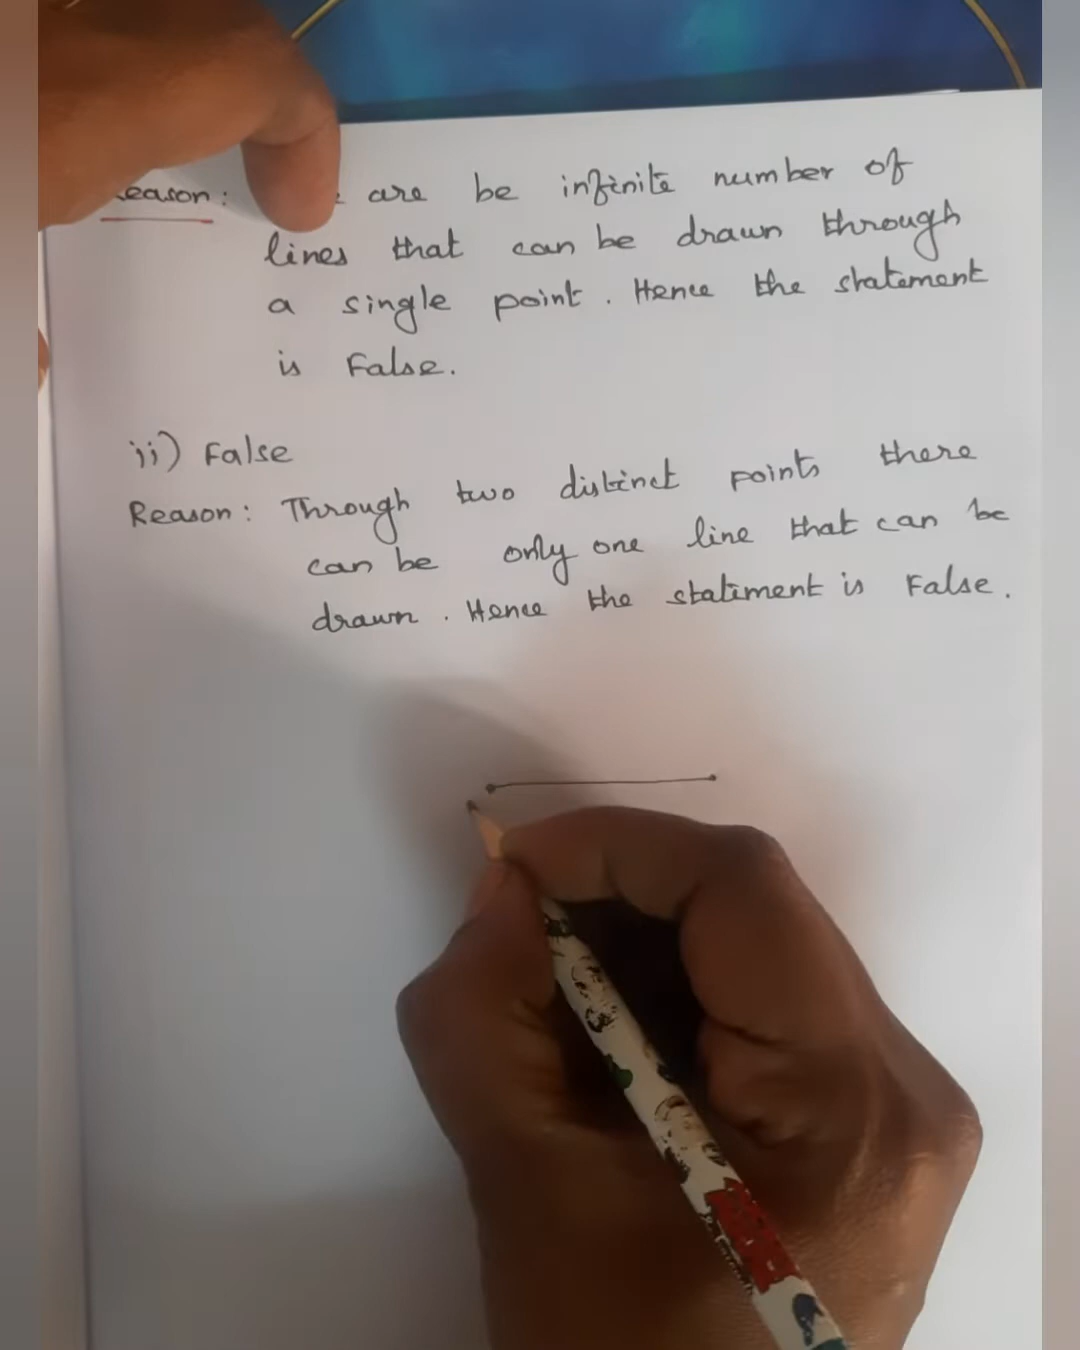 eason: are be infinite number of
lines that can be drawn through
a single point. Hence the statement
is False.
ii) False
Reason: Through two distinct points there
can be only one line that can be
drawn. Hence the statement is False.